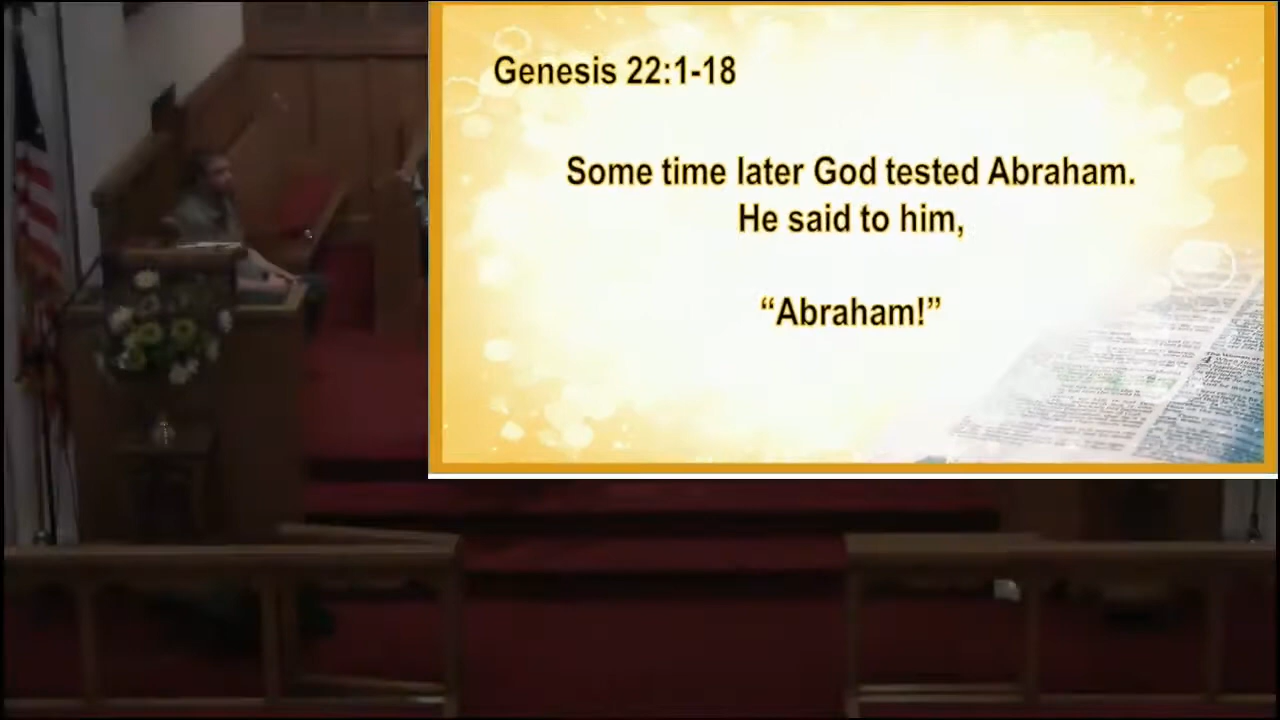 Genesis 22:1-18
Some time later God tested Abraham.
He said to him,
“Abraham!”